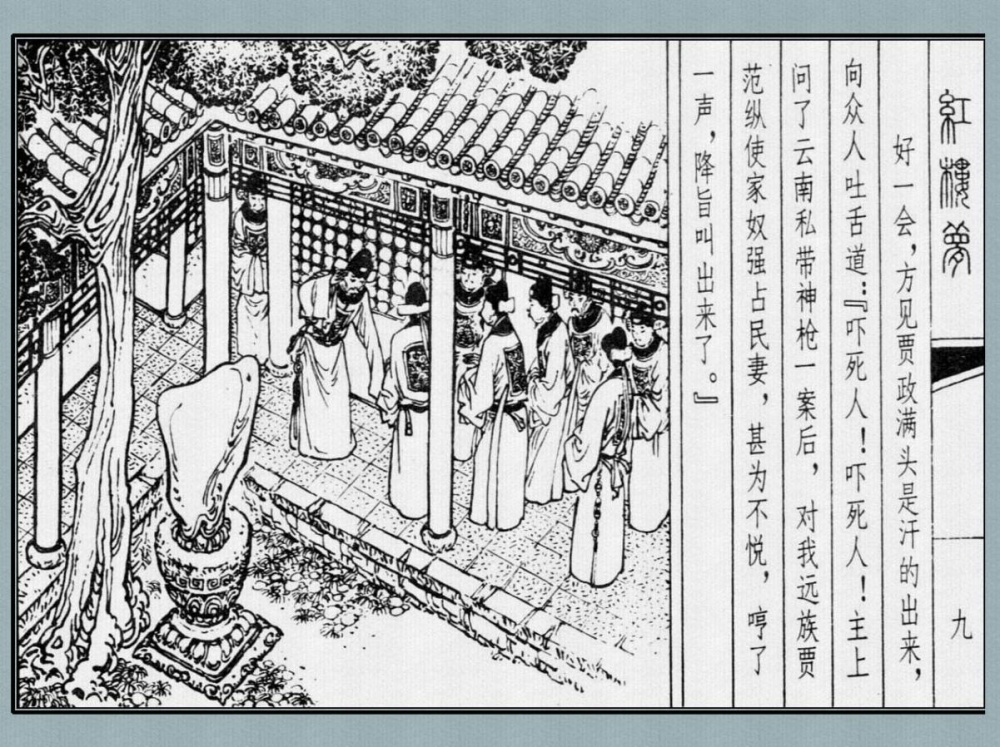 紅樓夢
九
好一会，方见贾政满头是汗的出来，
向众人吐舌道：『吓死人！吓死人！主上
问了云南私带神枪一案后，对我远族贾
范纵使家奴强占民妻，甚为不悦，哼了
一声，降旨叫出来了。』